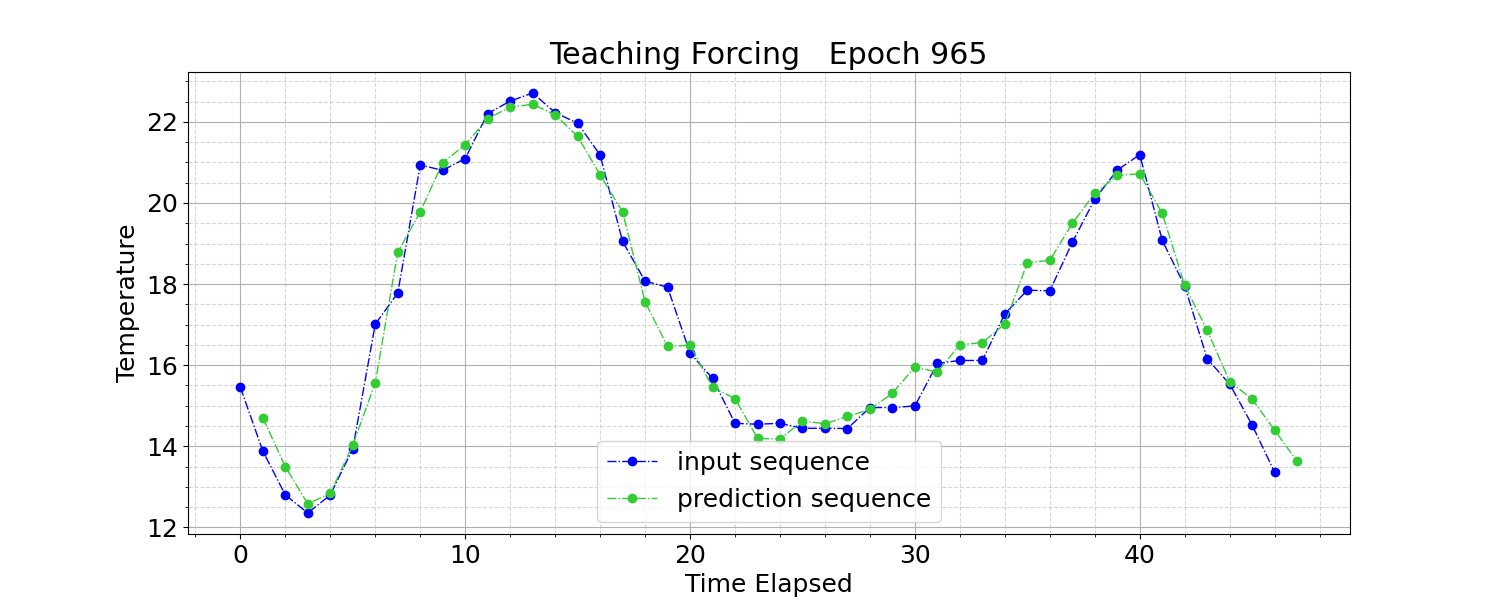 Teaching Forcing   Epoch 965
Temperature
22
20
18
16
14
12
input sequence
prediction sequence
0 10 20 30 40
Time Elapsed